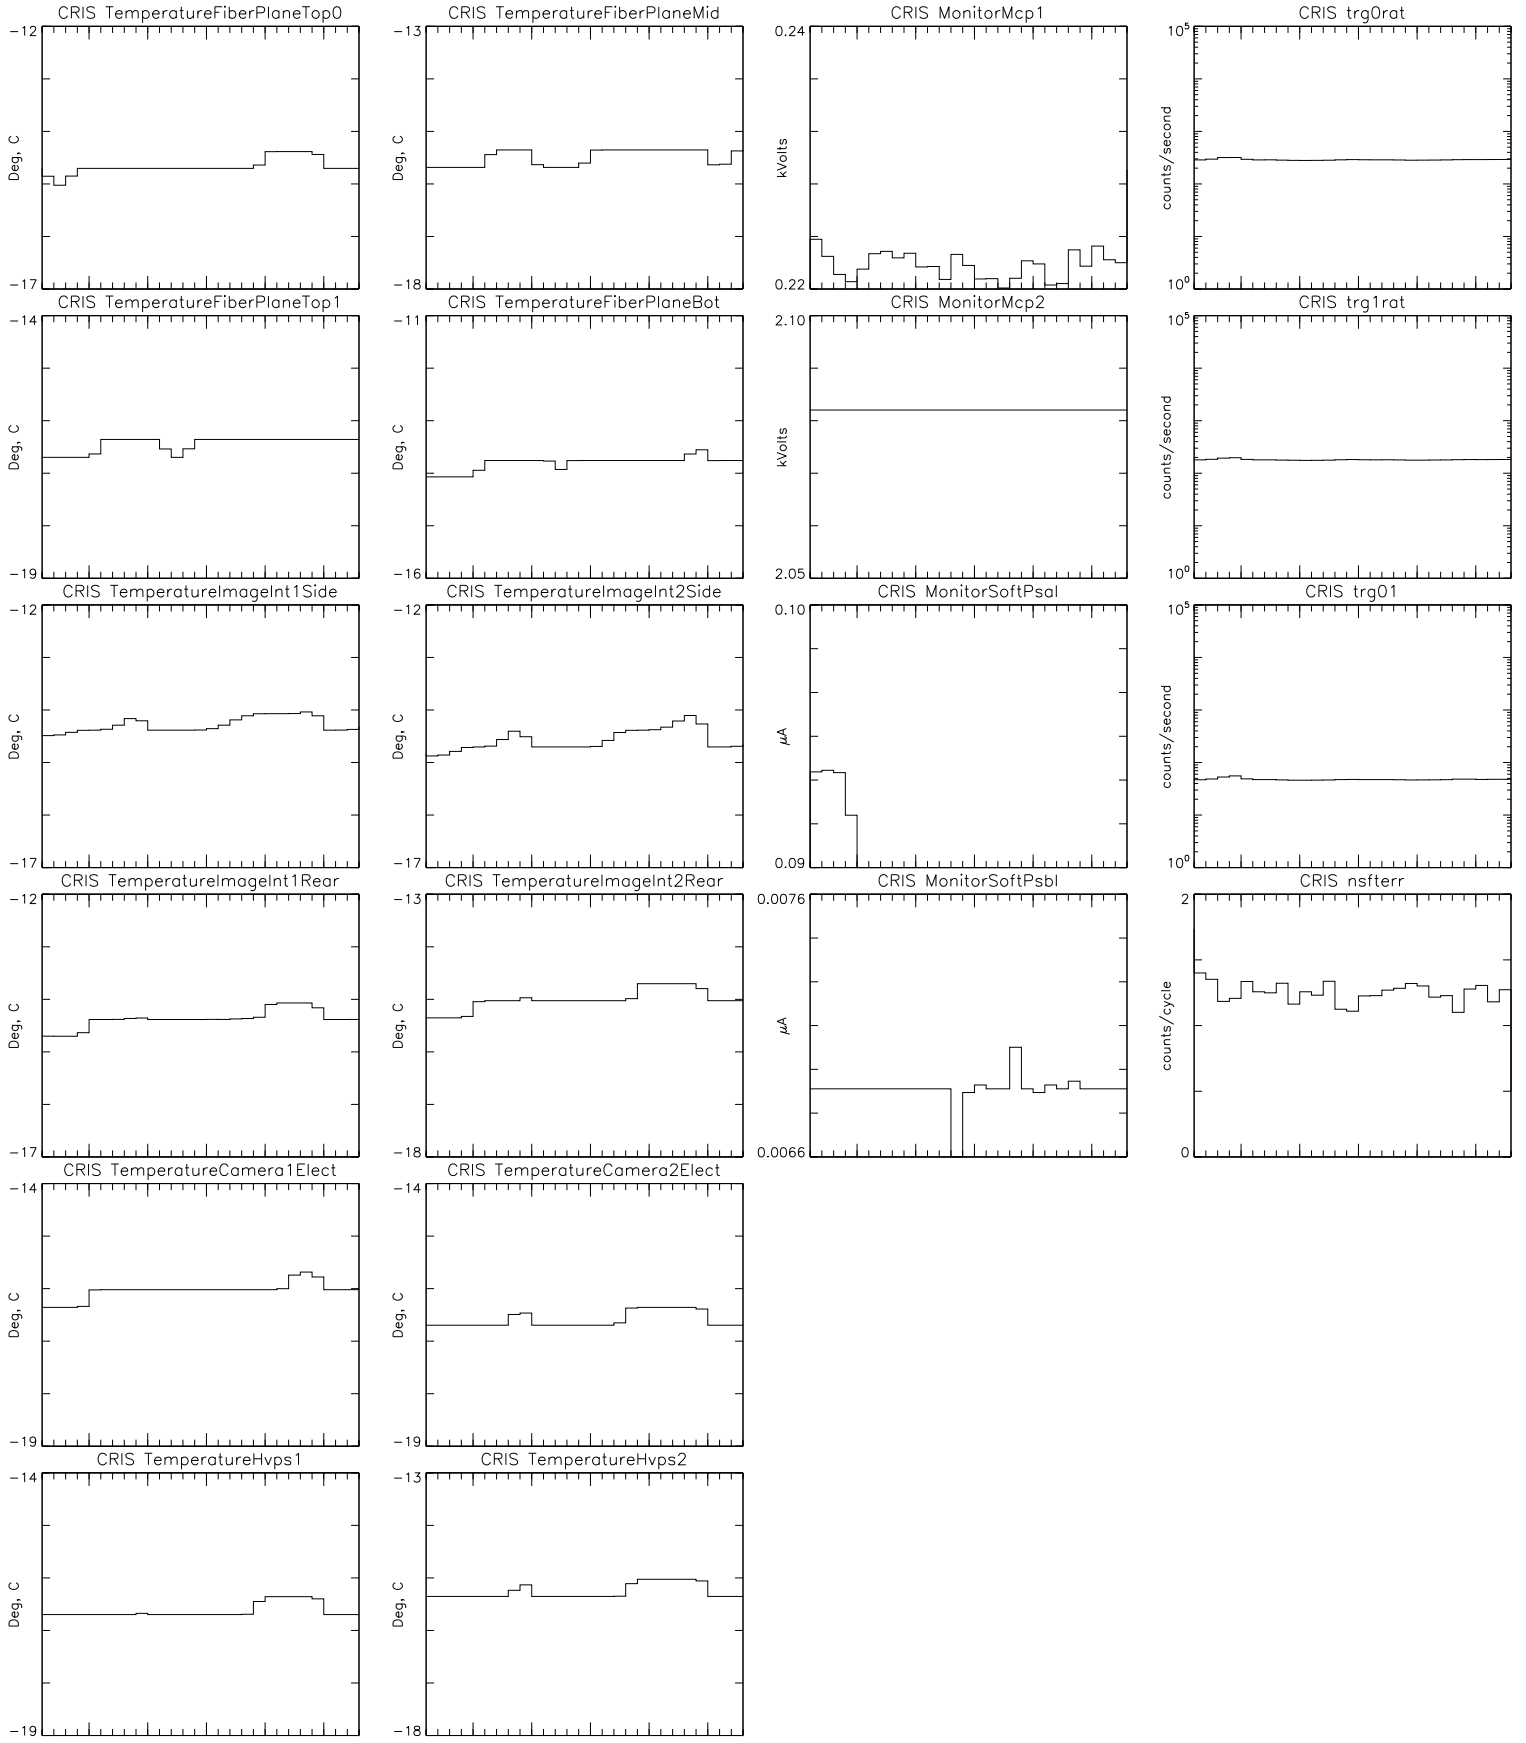 CRIS TemperatureFiberPlaneTop0
-12
Deg, C
-17
CRIS TemperatureFiberPlaneMid
-13
Deg, C
-18
CRIS MonitorMcp1
0.24
kVolts
0.22
CRIS trg0rat
10^5
counts/second
10^0
CRIS TemperatureFiberPlaneTop1
-14
Deg, C
-19
CRIS TemperatureFiberPlaneBot
-11
Deg, C
-16
CRIS MonitorMcp2
2.10
kVolts
2.05
CRIS trg1rat
10^5
counts/second
10^0
CRIS TemperatureImageInt1Side
-12
Deg, C
-17
CRIS TemperatureImageInt2Side
-12
Deg, C
-17
CRIS MonitorSoftPsaI
0.10
μA
0.09
CRIS trg01
10^5
counts/second
10^0
CRIS TemperatureImageInt1Rear
-12
Deg, C
-17
CRIS TemperatureImageInt2Rear
-13
Deg, C
-18
CRIS MonitorSoftPsbI
0.0076
μA
0.0066
CRIS nsfterr
2
counts/cycle
0
CRIS TemperatureCamera1Elect
-14
Deg, C
-19
CRIS TemperatureCamera2Elect
-14
Deg, C
-19
CRIS TemperatureHvps1
-14
Deg, C
-19
CRIS TemperatureHvps2
-13
Deg, C
-18